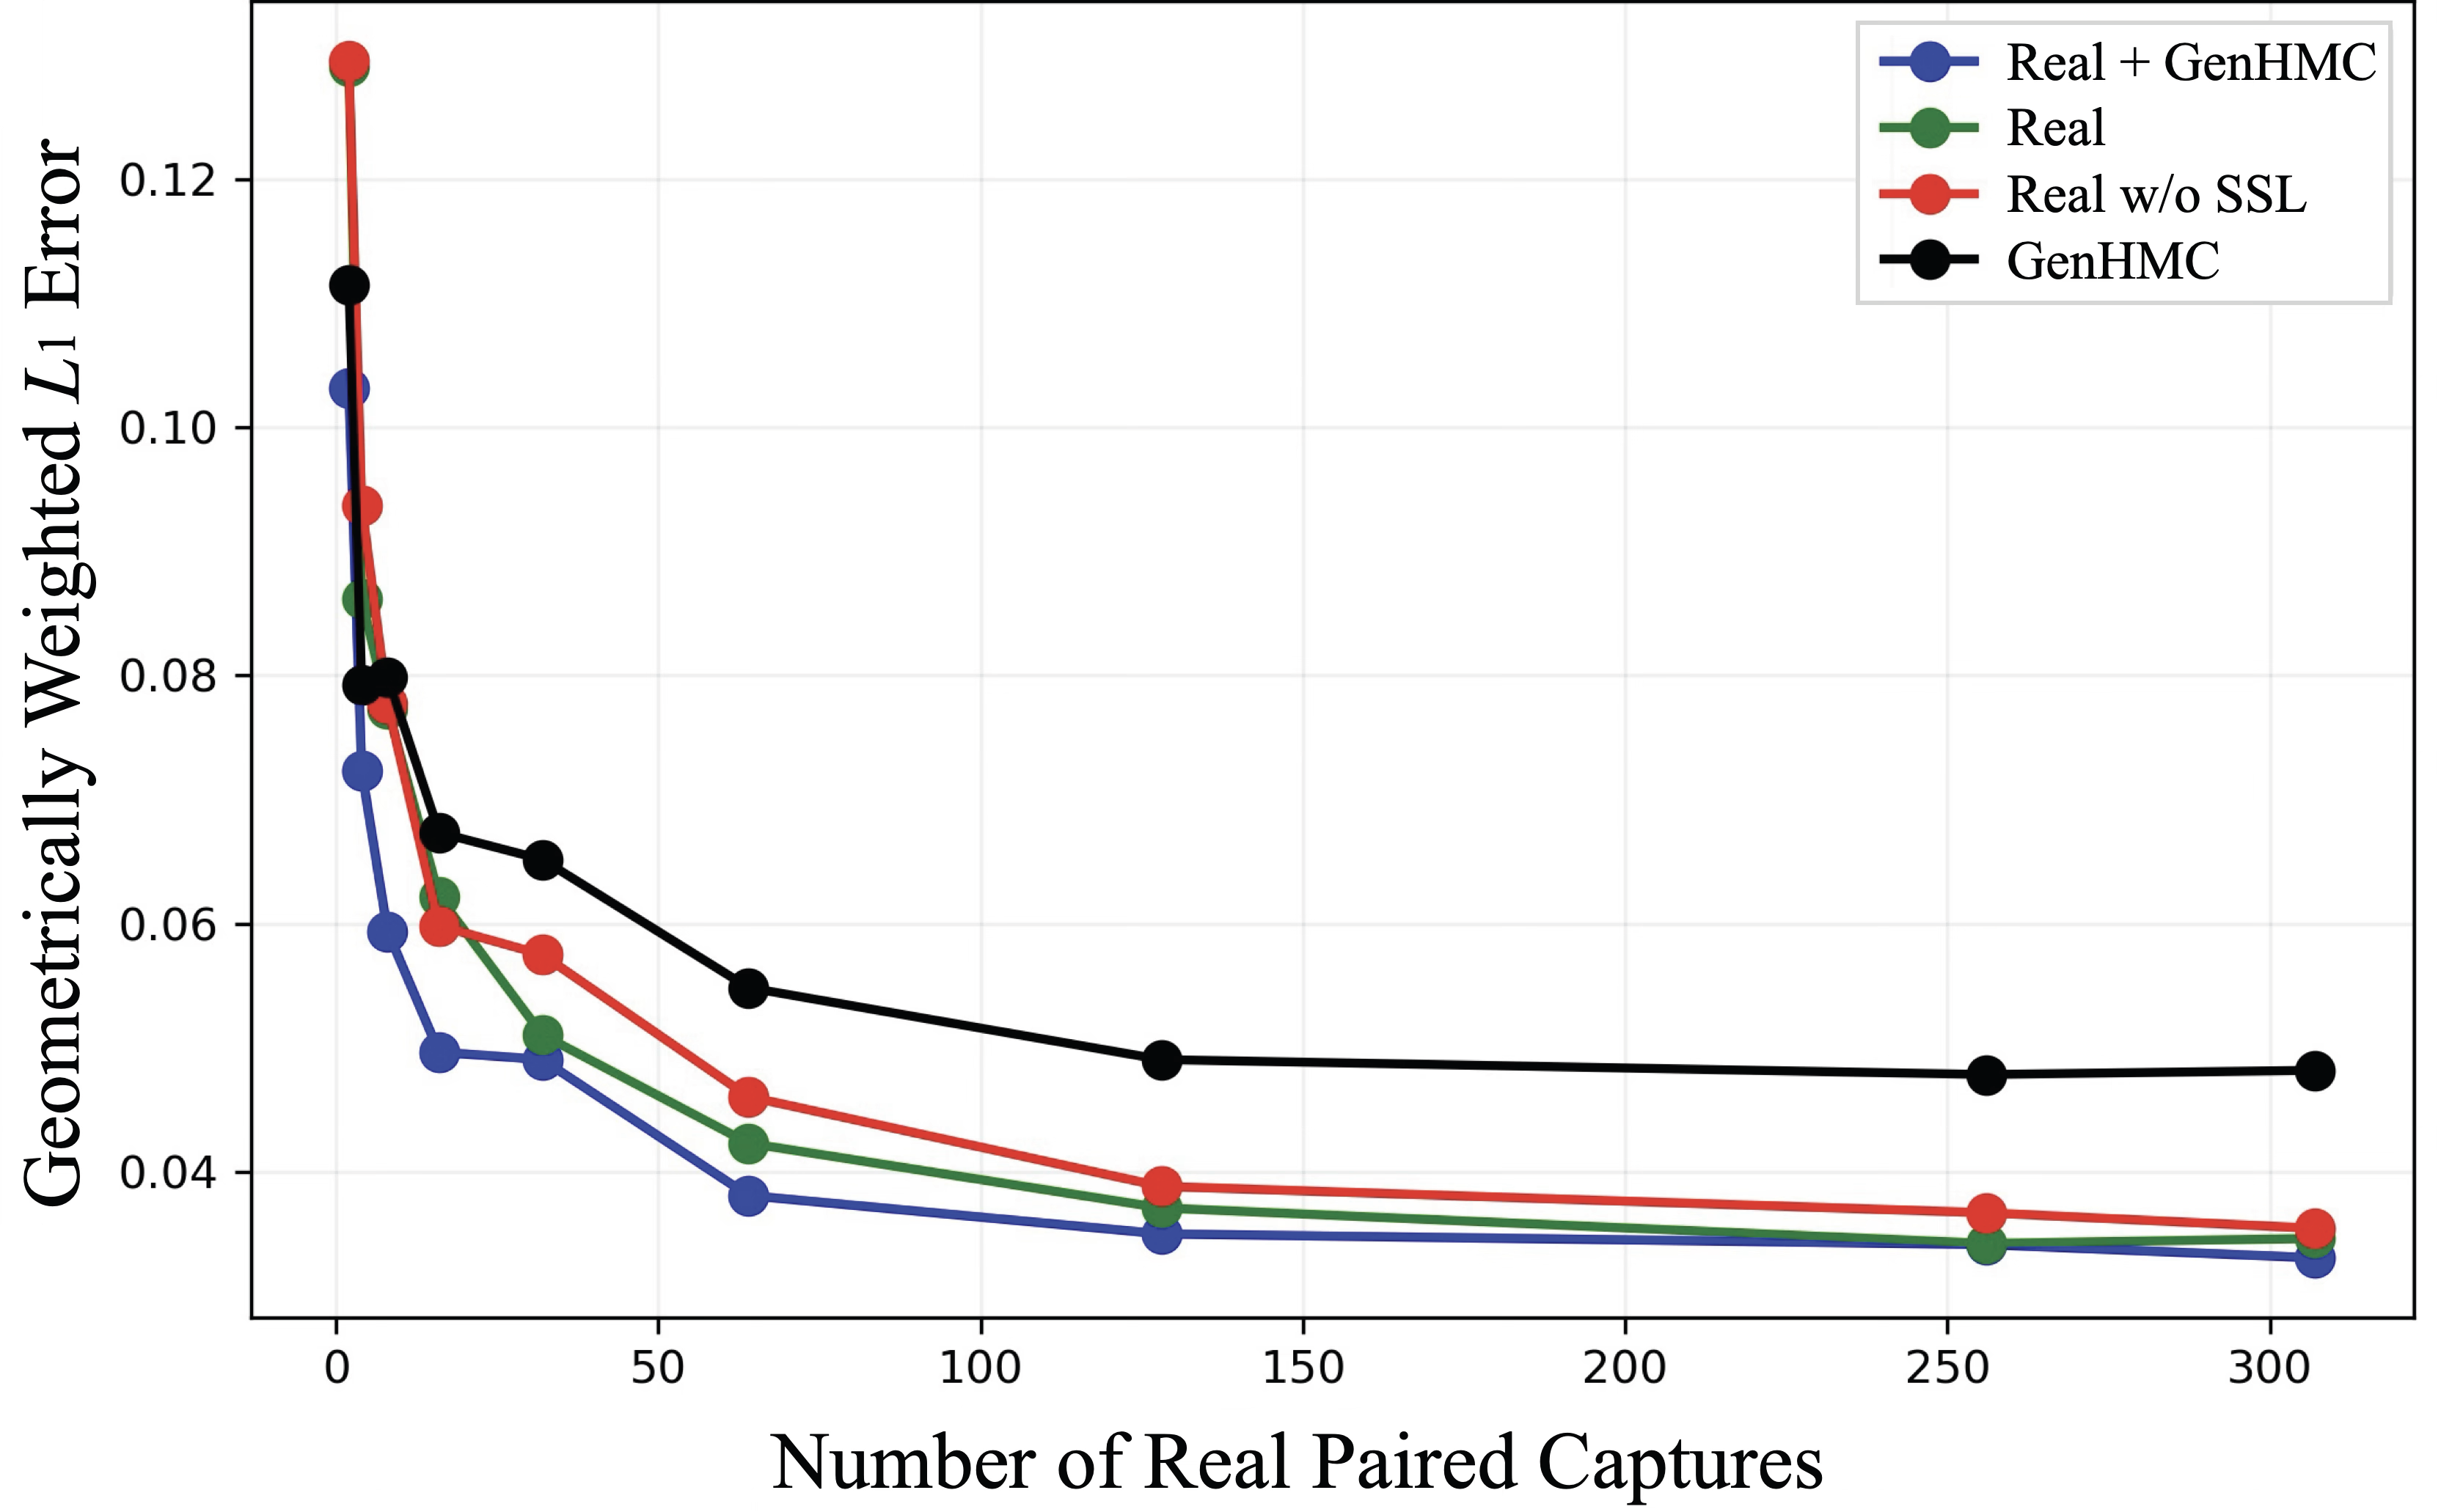 Geometrically Weighted L1 Error
0.12
0.10
0.08
0.06
0.04
Real + GenHMC
Real
Real w/o SSL
GenHMC
0 50 100 150 200 250 300
Number of Real Paired Captures